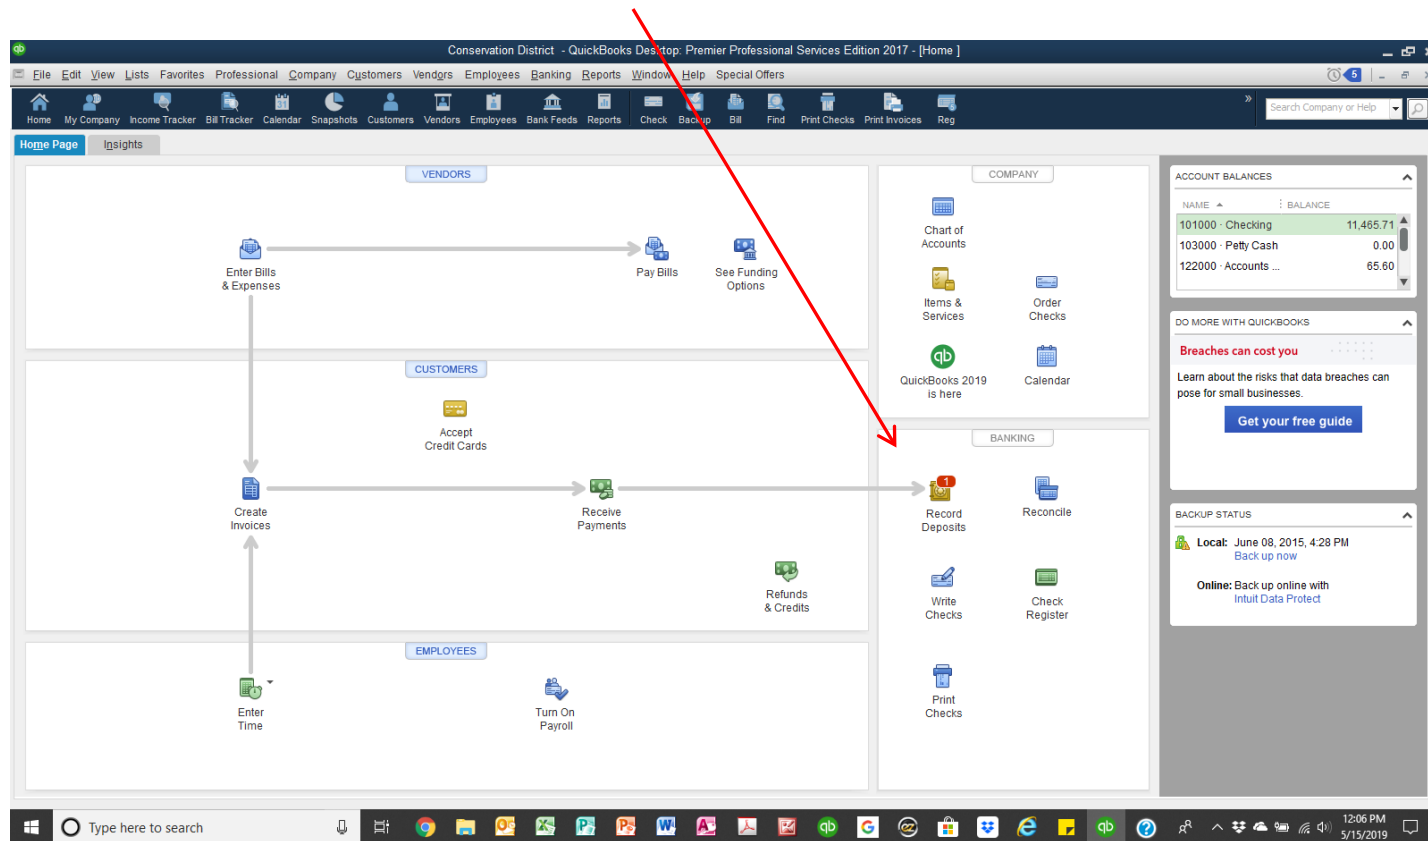 qb
Conservation District - QuickBooks Desktop: Premier Professional Services Edition 2017 - [Home ]
File Edit View Lists Favorites Professional Company Customers Vendors Employees Banking Reports Window Help Special Offers
5
Home My Company Income Tracker Bill Tracker Calendar Snapshots Customers Vendors Employees Bank Feeds Reports Check Backup Bill Find Print Checks Print Invoices Reg
»
Search Company or Help
Home Page Insights
VENDORS
Enter Bills
& Expenses
Pay Bills
See Funding
Options
CUSTOMERS
Accept
Credit Cards
Create
Invoices
Receive
Payments
Refunds
& Credits
EMPLOYEES
Enter
Time
Turn On
Payroll
COMPANY
Chart of
Accounts
Items &
Services
Order
Checks
qb
QuickBooks 2019
is here
Calendar
BANKING
1
Record
Deposits
Reconcile
Write
Checks
Check
Register
Print
Checks
ACCOUNT BALANCES
NAME BALANCE
101000 · Checking 11,465.71
103000 · Petty Cash 0.00
122000 · Accounts ... 65.60
DO MORE WITH QUICKBOOKS
Breaches can cost you
Learn about the risks that data breaches can
pose for small businesses.
Get your free guide
BACKUP STATUS
Local: June 08, 2015, 4:28 PM
Back up now
Online: Back up online with
Intuit Data Protect
Type here to search
12:06 PM
5/15/2019